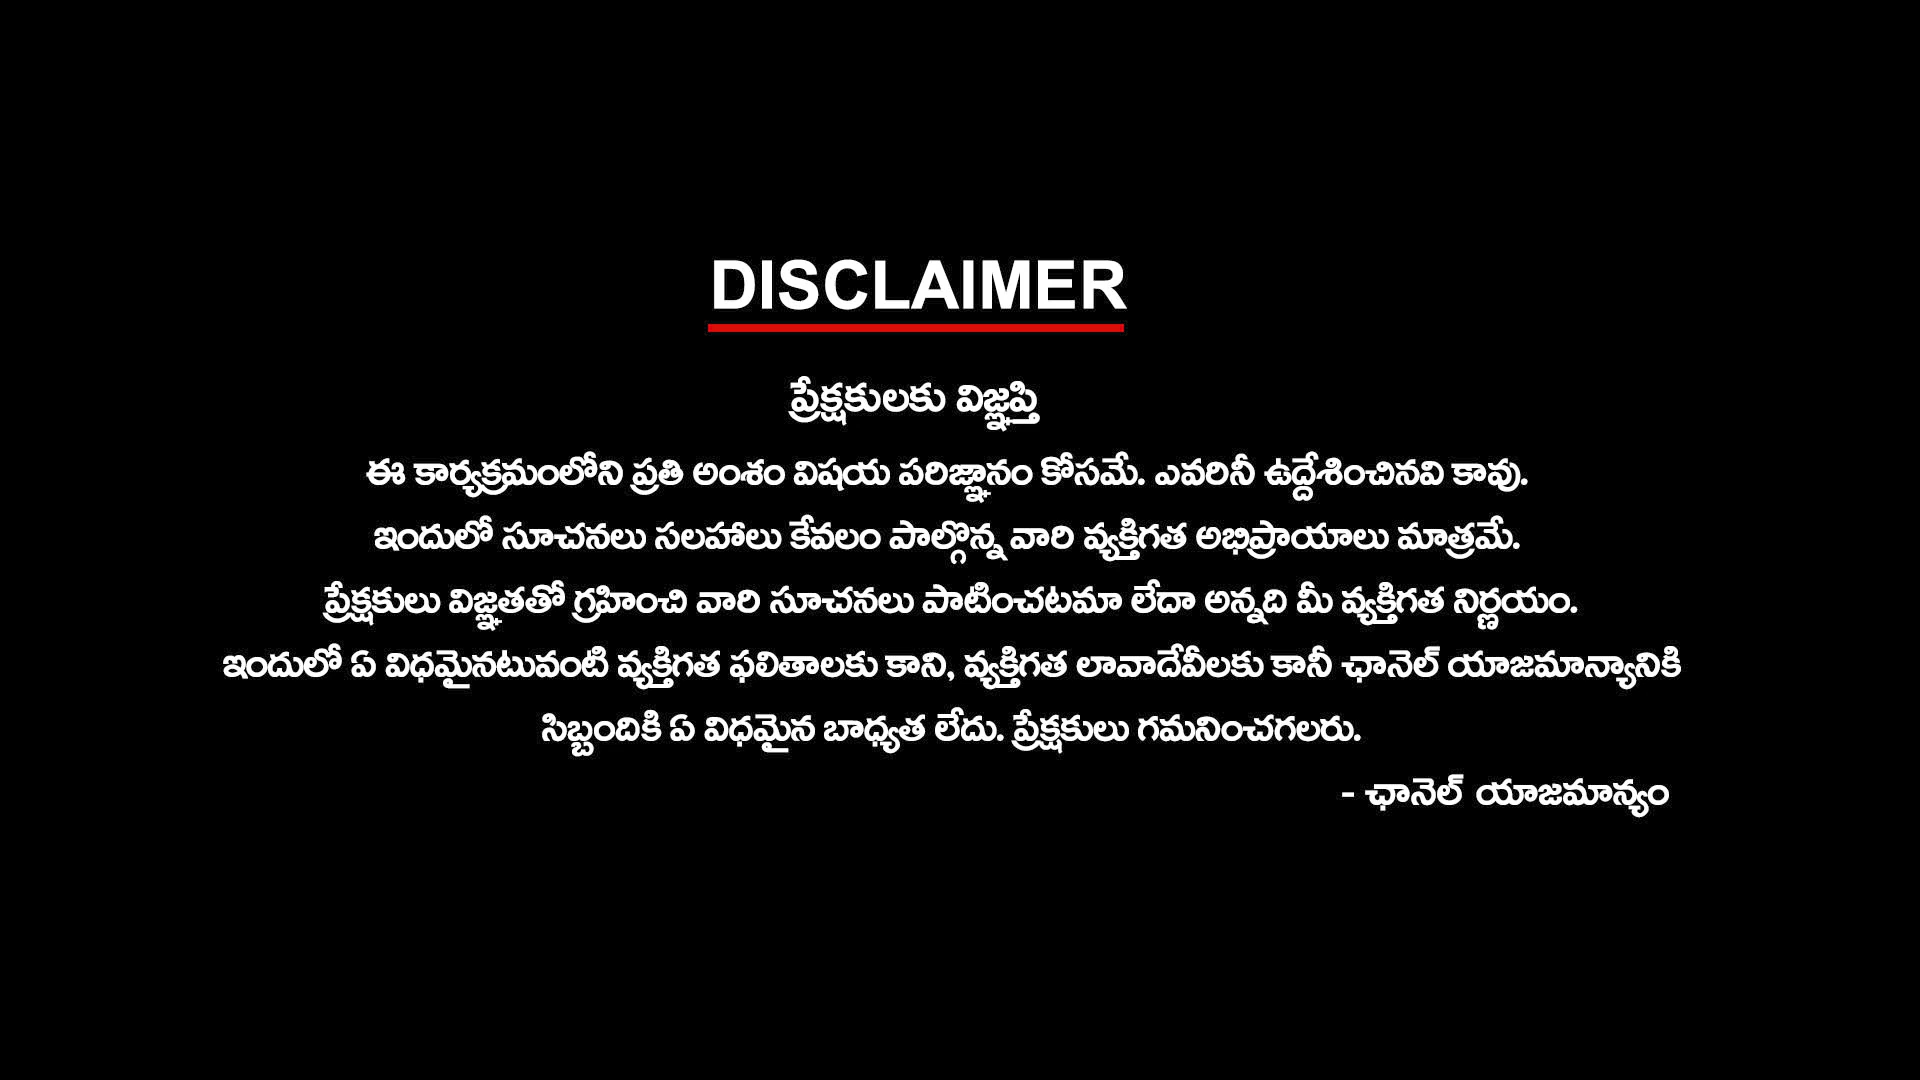 DISCLAIMER
ప్రేక్షకులకు విజ్ఞప్తి
ఈ కార్యక్రమంలోని ప్రతి అంశం విషయ పరిజ్ఞానం కోసమే. ఎవరినీ ఉద్దేశించినవి కావు.
ఇందులో సూచనలు సలహాలు కేవలం పాల్గొన్న వారి వ్యక్తిగత అభిప్రాయాలు మాత్రమే.
ప్రేక్షకులు విజ్ఞతతో గ్రహించి వారి సూచనలు పాటించటమా లేదా అన్నది మీ వ్యక్తిగత నిర్ణయం.
ఇందులో ఏ విధమైనటువంటి వ్యక్తిగత ఫలితాలకు కాని, వ్యక్తిగత లావాదేవీలకు కానీ ఛానెల్ యాజమాన్యానికి
సిబ్బందికి ఏ విధమైన బాధ్యత లేదు. ప్రేక్షకులు గమనించగలరు.
- ఛానెల్ యాజమాన్యం